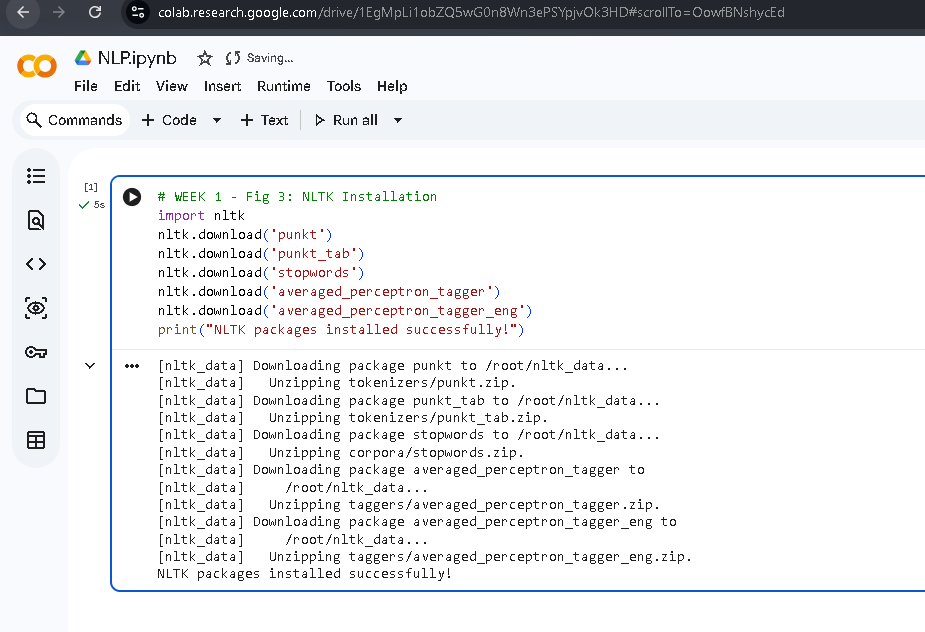 colab.research.google.com/drive/1EgMpLi1obZQ5wG0n8Wn3ePSYpjvOk3HD#scrollTo=OowfBNshycEd
NLP.ipynb Saving...
File Edit View Insert Runtime Tools Help
Commands + Code + Text Run all
[1]
5s
# WEEK 1 - Fig 3: NLTK Installation
import nltk
nltk.download('punkt')
nltk.download('punkt_tab')
nltk.download('stopwords')
nltk.download('averaged_perceptron_tagger')
nltk.download('averaged_perceptron_tagger_eng')
print("NLTK packages installed successfully!")
[nltk_data] Downloading package punkt to /root/nltk_data...
[nltk_data]   Unzipping tokenizers/punkt.zip.
[nltk_data] Downloading package punkt_tab to /root/nltk_data...
[nltk_data]   Unzipping tokenizers/punkt_tab.zip.
[nltk_data] Downloading package stopwords to /root/nltk_data...
[nltk_data]   Unzipping corpora/stopwords.zip.
[nltk_data] Downloading package averaged_perceptron_tagger to
[nltk_data]     /root/nltk_data...
[nltk_data]   Unzipping taggers/averaged_perceptron_tagger.zip.
[nltk_data] Downloading package averaged_perceptron_tagger_eng to
[nltk_data]     /root/nltk_data...
[nltk_data]   Unzipping taggers/averaged_perceptron_tagger_eng.zip.
NLTK packages installed successfully!